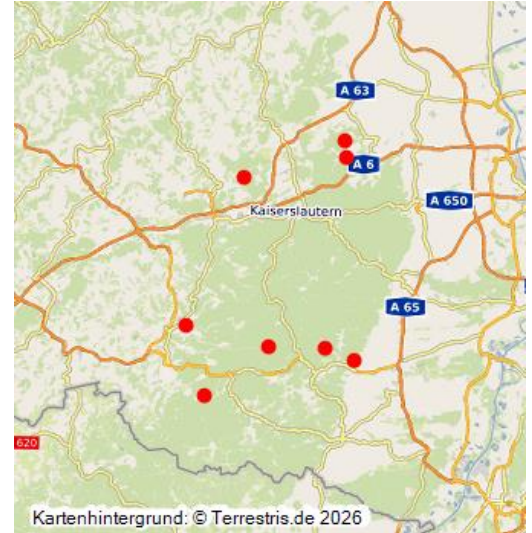 A 63
A 6
Kaiserslautern
A 650
A 65
620
Kartenhintergrund: © Terrestris.de 2026